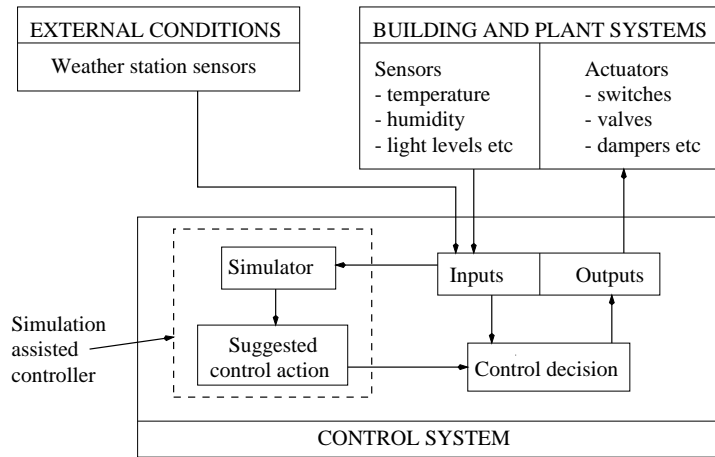 EXTERNAL CONDITIONS
Weather station sensors
BUILDING AND PLANT SYSTEMS
Sensors
- temperature
- humidity
- light levels etc
Actuators
- switches
- valves
- dampers etc
Simulator
Inputs
Outputs
Simulation
assisted
controller
Suggested
control action
Control decision
CONTROL SYSTEM